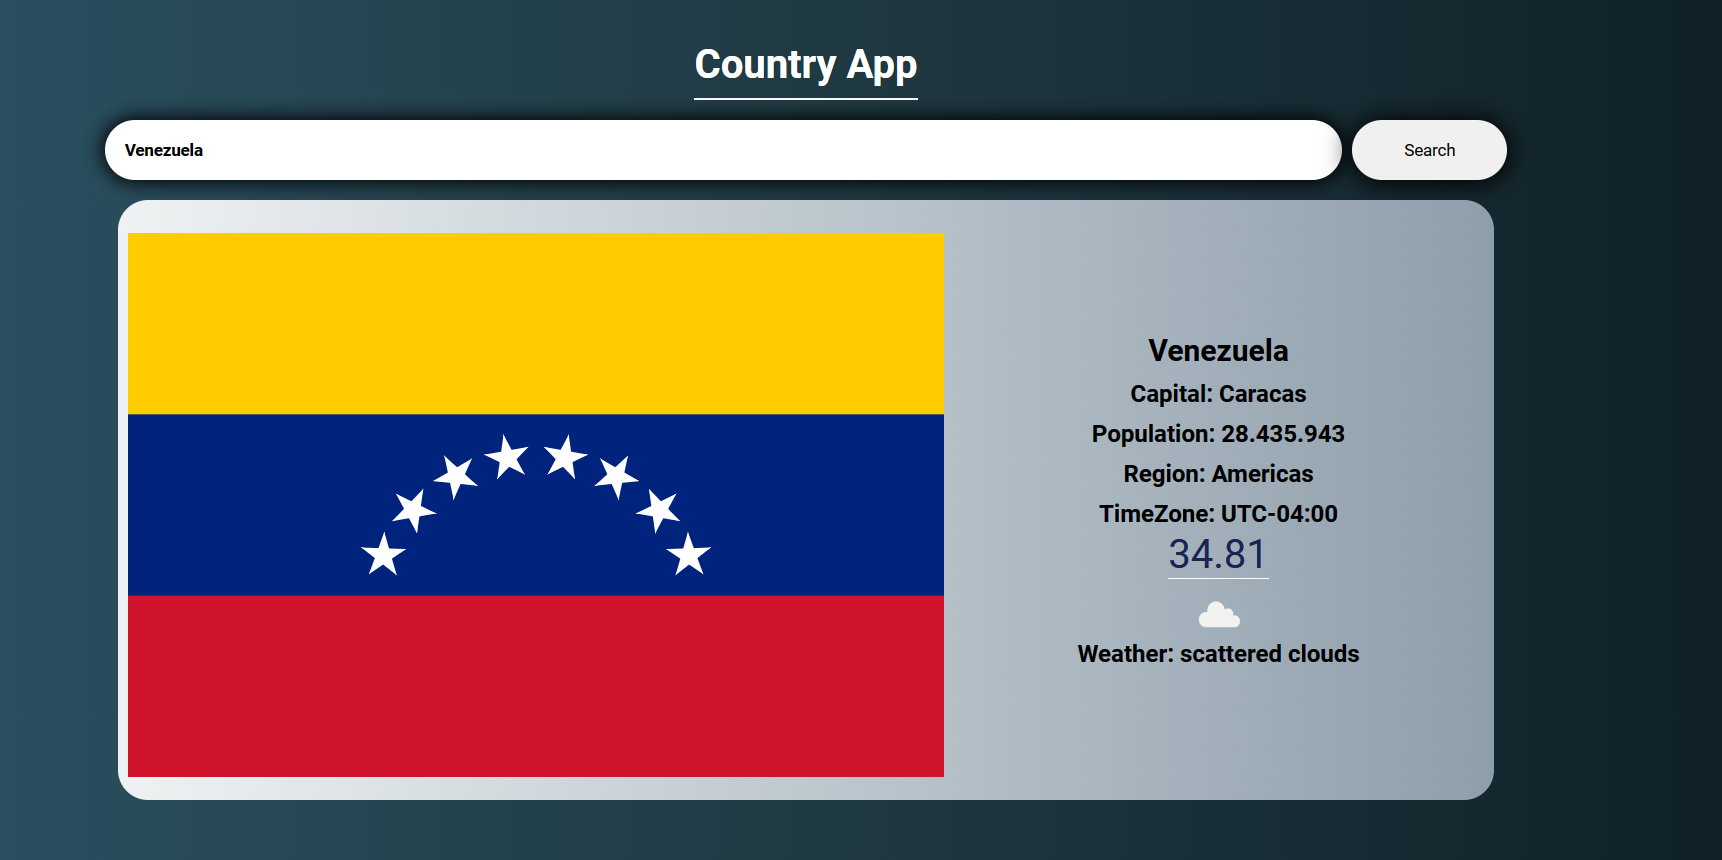 Country App
Venezuela
Search
Venezuela
Capital: Caracas
Population: 28.435.943
Region: Americas
TimeZone: UTC-04:00
34.81
Weather: scattered clouds